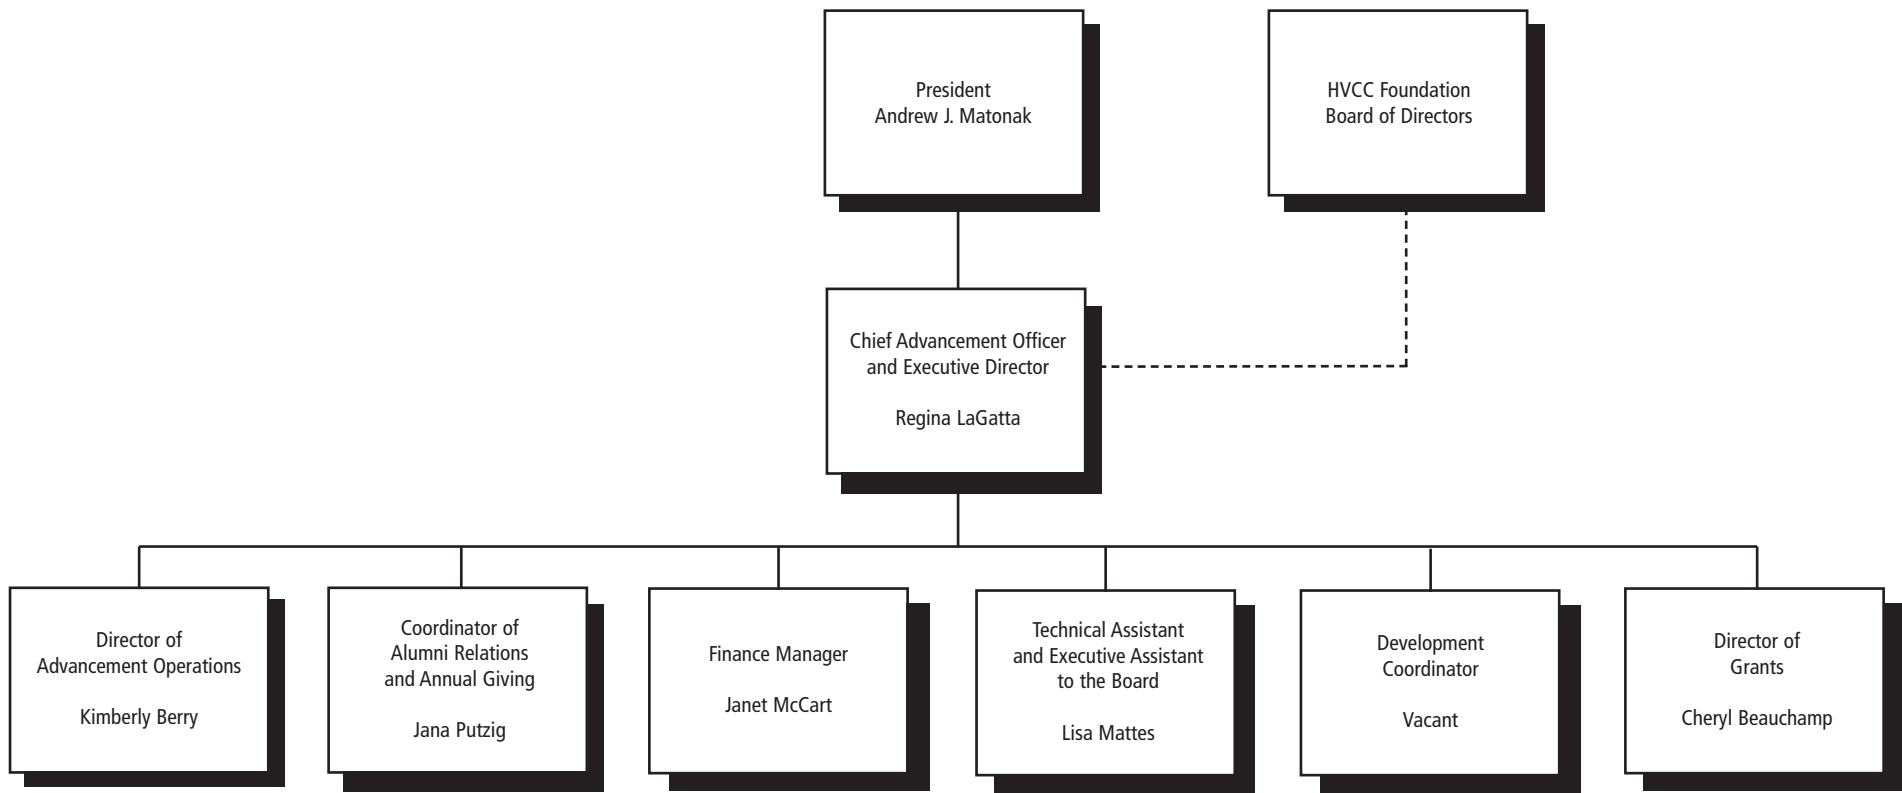 President
Andrew J. Matonak
HVCC Foundation
Board of Directors
Chief Advancement Officer
and Executive Director
Regina LaGatta
Director of
Advancement Operations
Kimberly Berry
Coordinator of
Alumni Relations
and Annual Giving
Jana Putzig
Finance Manager
Janet McCart
Technical Assistant
and Executive Assistant
to the Board
Lisa Mattes
Development
Coordinator
Vacant
Director of
Grants
Cheryl Beauchamp